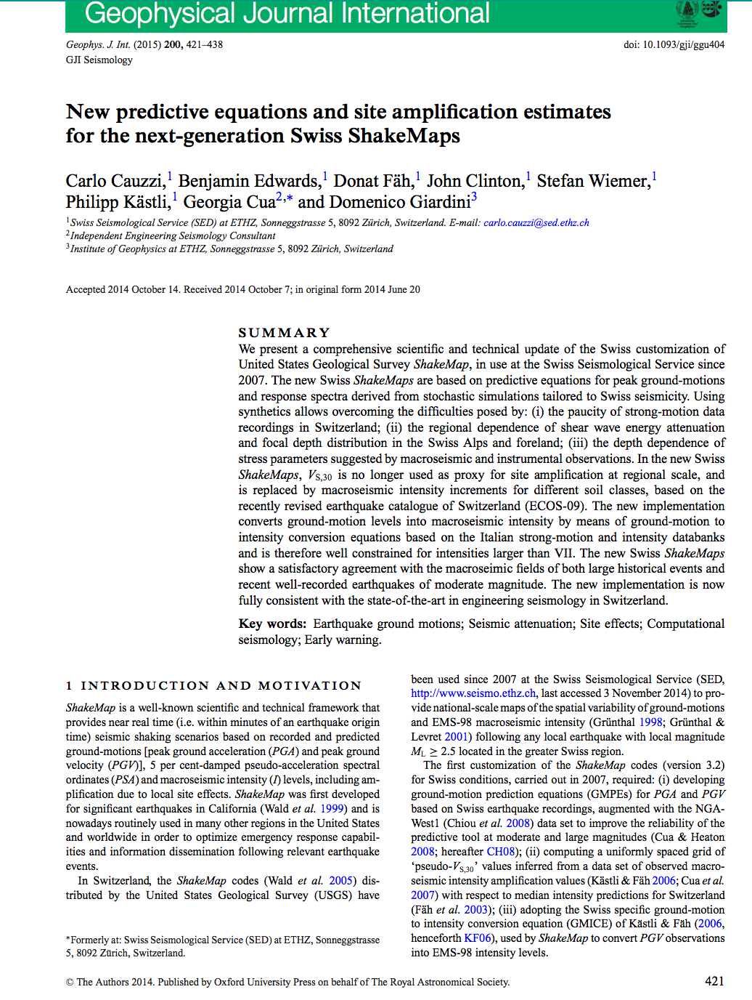 Geophysical Journal International
Geophys. J. Int. (2015) 200, 421–438
doi: 10.1093/gji/ggu404
GJI Seismology
New predictive equations and site amplification estimates
for the next-generation Swiss ShakeMaps
Carlo Cauzzi,1 Benjamin Edwards,1 Donat Fäh,1 John Clinton,1 Stefan Wiemer,1
Philipp Kästli,1 Georgia Cua2,* and Domenico Giardini3
1Swiss Seismological Service (SED) at ETHZ, Sonneggstrasse 5, 8092 Zürich, Switzerland. E-mail: carlo.cauzzi@sed.ethz.ch
2Independent Engineering Seismology Consultant
3Institute of Geophysics at ETHZ, Sonneggstrasse 5, 8092 Zürich, Switzerland
Accepted 2014 October 14. Received 2014 October 7; in original form 2014 June 20
SUMMARY
We present a comprehensive scientific and technical update of the Swiss customization of
United States Geological Survey ShakeMap, in use at the Swiss Seismological Service since
2007. The new Swiss ShakeMaps are based on predictive equations for peak ground-motions
and response spectra derived from stochastic simulations tailored to Swiss seismicity. Using
synthetics allows overcoming the difficulties posed by: (i) the paucity of strong-motion data
recordings in Switzerland; (ii) the regional dependence of shear wave energy attenuation
and focal depth distribution in the Swiss Alps and foreland; (iii) the depth dependence of
stress parameters suggested by macroseismic and instrumental observations. In the new Swiss
ShakeMaps, VS,30 is no longer used as proxy for site amplification at regional scale, and
is replaced by macroseismic intensity increments for different soil classes, based on the
recently revised earthquake catalogue of Switzerland (ECOS-09). The new implementation
converts ground-motion levels into macroseismic intensity by means of ground-motion to
intensity conversion equations based on the Italian strong-motion and intensity databanks
and is therefore well constrained for intensities larger than VII. The new Swiss ShakeMaps
show a satisfactory agreement with the macroseimic fields of both large historical events and
recent well-recorded earthquakes of moderate magnitude. The new implementation is now
fully consistent with the state-of-the-art in engineering seismology in Switzerland.
Key words: Earthquake ground motions; Seismic attenuation; Site effects; Computational
seismology; Early warning.
1 INTRODUCTION AND MOTIVATION
ShakeMap is a well-known scientific and technical framework that
provides near real time (i.e. within minutes of an earthquake origin
time) seismic shaking scenarios based on recorded and predicted
ground-motions [peak ground acceleration (PGA) and peak ground
velocity (PGV)], 5 per cent-damped pseudo-acceleration spectral
ordinates (PSA) and macroseismic intensity (I) levels, including am-
plification due to local site effects. ShakeMap was first developed
for significant earthquakes in California (Wald et al. 1999) and is
nowadays routinely used in many other regions in the United States
and worldwide in order to optimize emergency response capabil-
ities and information dissemination following relevant earthquake
events.
In Switzerland, the ShakeMap codes (Wald et al. 2005) dis-
tributed by the United States Geological Survey (USGS) have
*Formerly at: Swiss Seismological Service (SED) at ETHZ, Sonneggstrasse
5, 8092 Zürich, Switzerland.
been used since 2007 at the Swiss Seismological Service (SED,
http://www.seismo.ethz.ch, last accessed 3 November 2014) to pro-
vide national-scale maps of the spatial variability of ground-motions
and EMS-98 macroseismic intensity (Grünthal 1998; Grünthal &
Levret 2001) following any local earthquake with local magnitude
ML ≥ 2.5 located in the greater Swiss region.
The first customization of the ShakeMap codes (version 3.2)
for Swiss conditions, carried out in 2007, required: (i) developing
ground-motion prediction equations (GMPEs) for PGA and PGV
based on Swiss earthquake recordings, augmented with the NGA-
West1 (Chiou et al. 2008) data set to improve the reliability of the
predictive tool at moderate and large magnitudes (Cua & Heaton
2008; hereafter CH08); (ii) computing a uniformly spaced grid of
‘pseudo-VS,30’ values inferred from a data set of observed macro-
seismic intensity amplification values (Kästli & Fäh 2006; Cua et al.
2007) with respect to median intensity predictions for Switzerland
(Fäh et al. 2003); (iii) adopting the Swiss specific ground-motion
to intensity conversion equation (GMICE) of Kästli & Fäh (2006,
henceforth KF06), used by ShakeMap to convert PGV observations
into EMS-98 intensity levels.
© The Authors 2014. Published by Oxford University Press on behalf of The Royal Astronomical Society.
421